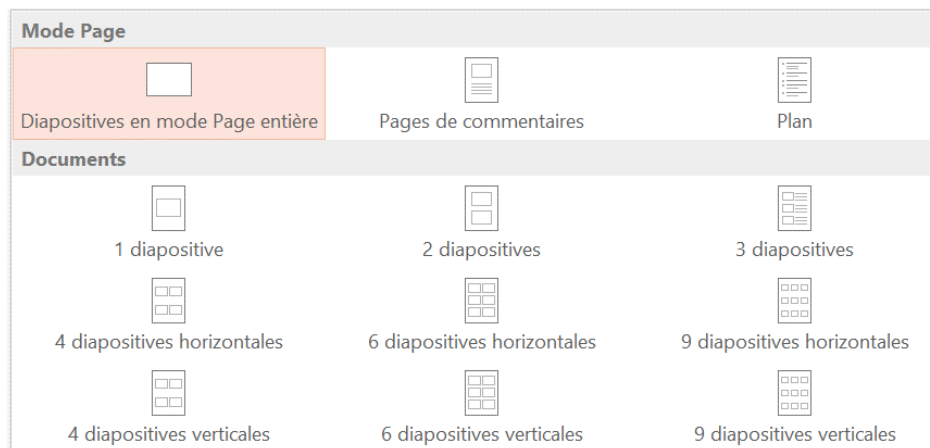 Mode Page
Diapositives en mode Page entière
Pages de commentaires
Plan
Documents
1 diapositive
2 diapositives
3 diapositives
4 diapositives horizontales
6 diapositives horizontales
9 diapositives horizontales
4 diapositives verticales
6 diapositives verticales
9 diapositives verticales